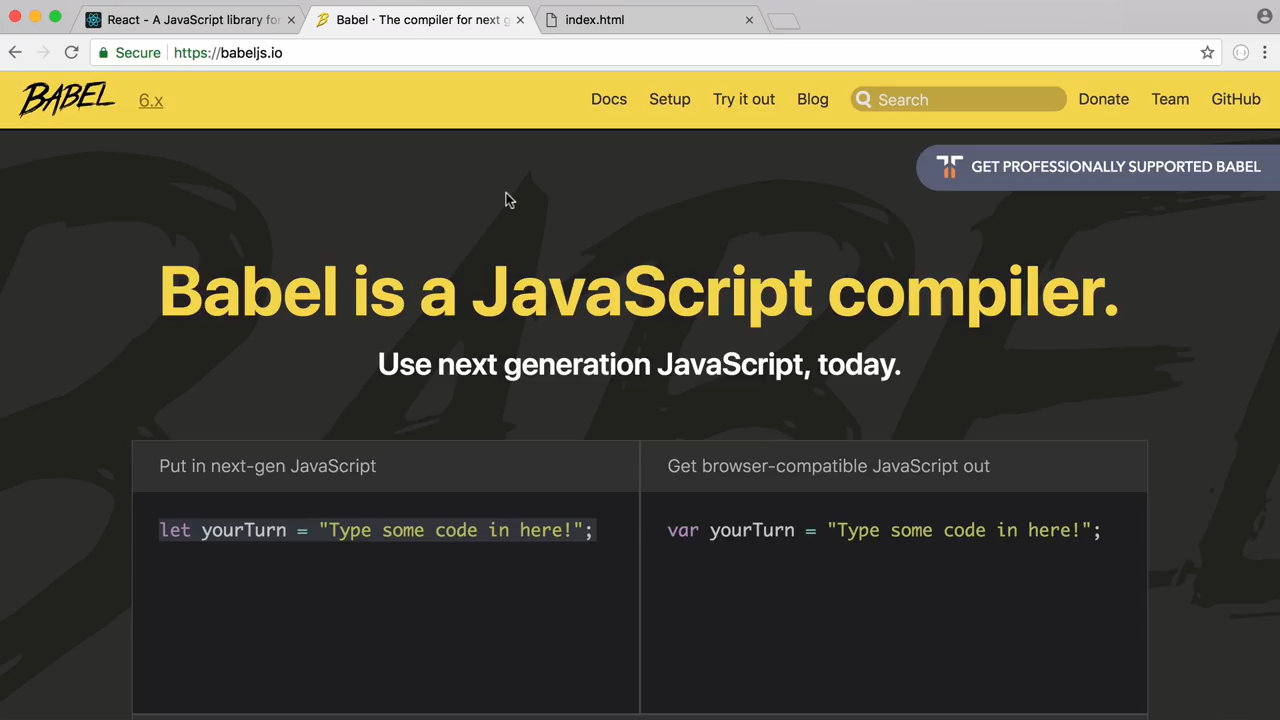 React - A JavaScript library for
Babel · The compiler for next g
index.html
Secure
https://babeljs.io
BABEL
6.x
Docs
Setup
Try it out
Blog
Search
Donate
Team
GitHub
GET PROFESSIONALLY SUPPORTED BABEL
Babel is a JavaScript compiler.
Use next generation JavaScript, today.
Put in next-gen JavaScript
Get browser-compatible JavaScript out
let yourTurn = "Type some code in here!";
var yourTurn = "Type some code in here!";